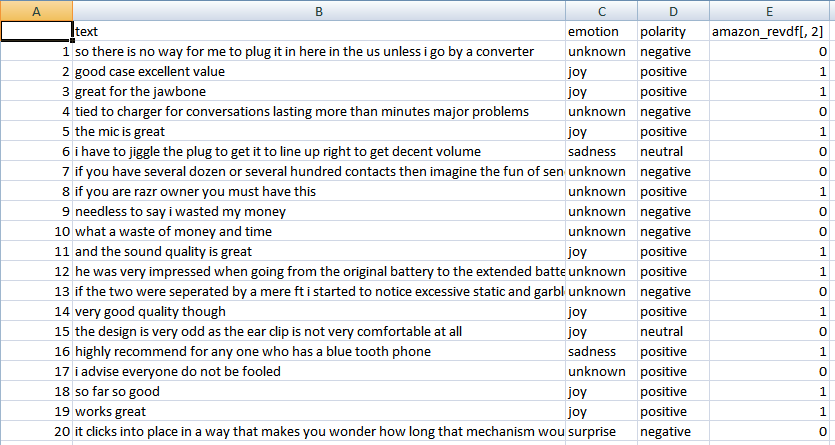 A B C D E
text emotion polarity amazon_revdf[, 2]
1 so there is no way for me to plug it in here in the us unless i go by a converter unknown negative 0
2 good case excellent value joy positive 1
3 great for the jawbone joy positive 1
4 tied to charger for conversations lasting more than minutes major problems unknown negative 0
5 the mic is great joy positive 1
6 i have to jiggle the plug to get it to line up right to get decent volume sadness neutral 0
7 if you have several dozen or several hundred contacts then imagine the fun of sen unknown negative 0
8 if you are razr owner you must have this unknown positive 1
9 needless to say i wasted my money unknown negative 0
10 what a waste of money and time unknown negative 0
11 and the sound quality is great joy positive 1
12 he was very impressed when going from the original battery to the extended batte unknown positive 1
13 if the two were seperated by a mere ft i started to notice excessive static and garbl unknown negative 0
14 very good quality though joy positive 1
15 the design is very odd as the ear clip is not very comfortable at all joy neutral 0
16 highly recommend for any one who has a blue tooth phone sadness positive 1
17 i advise everyone do not be fooled unknown positive 0
18 so far so good joy positive 1
19 works great joy positive 1
20 it clicks into place in a way that makes you wonder how long that mechanism wou surprise negative 0